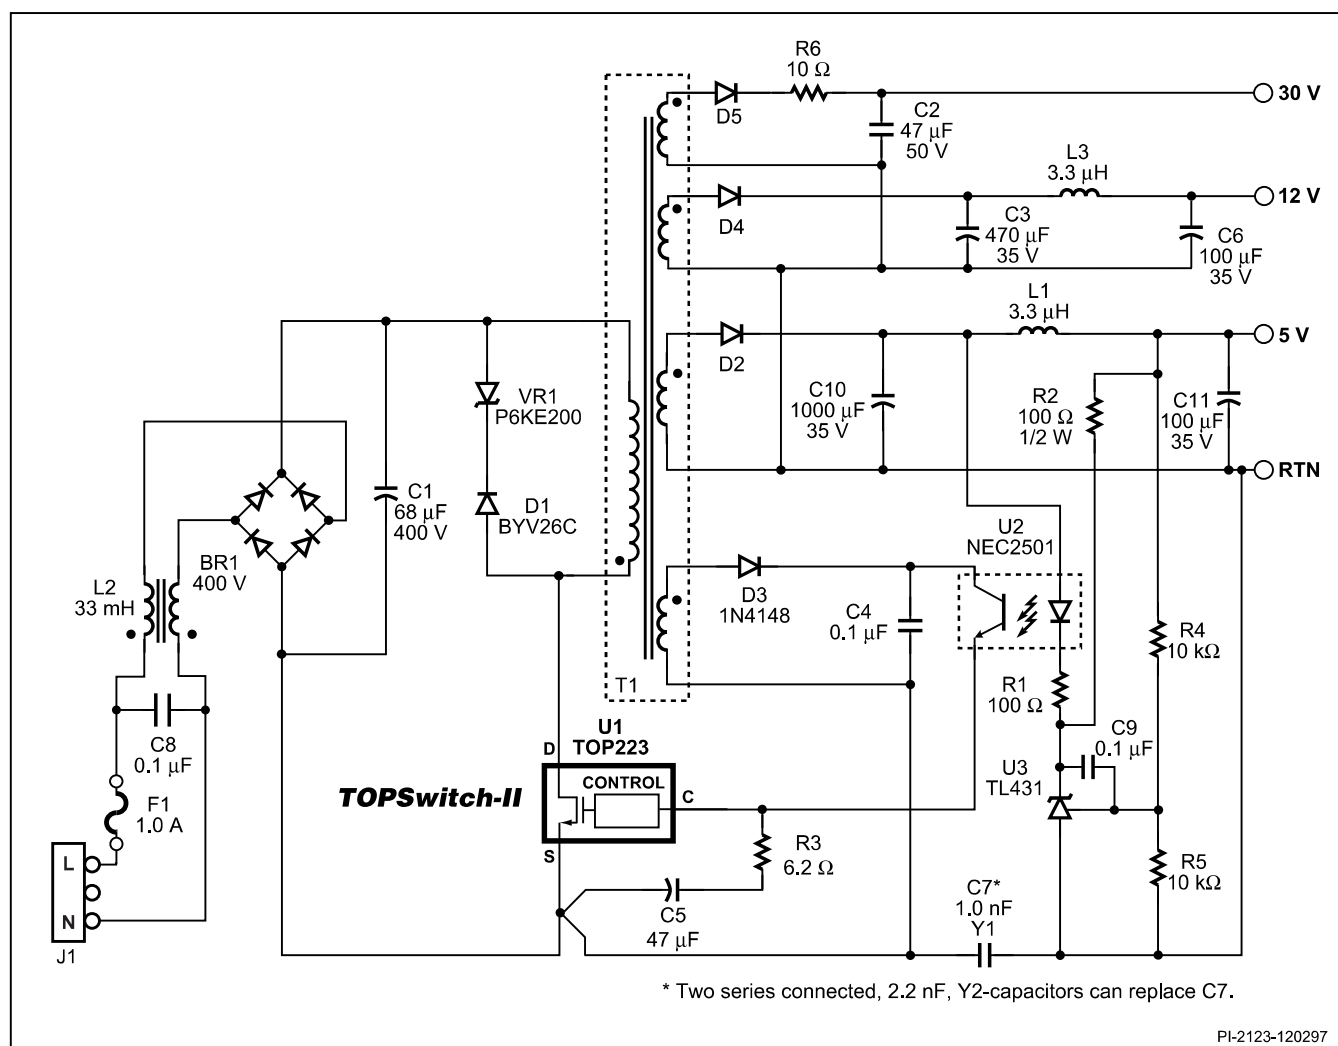 R6
10 Ω
30 V
D5
C2
47 µF
50 V
L3
3.3 µH
12 V
D4
C3
470 µF
35 V
C6
100 µF
35 V
L1
3.3 µH
5 V
D2
C10
1000 µF
35 V
R2
100 Ω
1/2 W
C11
100 µF
35 V
RTN
VR1
P6KE200
C1
68 µF
400 V
D1
BYV26C
BR1
400 V
L2
33 mH
U2
NEC2501
D3
1N4148
C4
0.1 µF
R4
10 kΩ
R1
100 Ω
T1
C8
0.1 µF
U1
TOP223
D
CONTROL
C
S
TOPSwitch-II
C9
0.1 µF
U3
TL431
F1
1.0 A
R3
6.2 Ω
R5
10 kΩ
L
N
J1
C5
47 µF
C7*
1.0 nF
Y1
* Two series connected, 2.2 nF, Y2-capacitors can replace C7.
PI-2123-120297